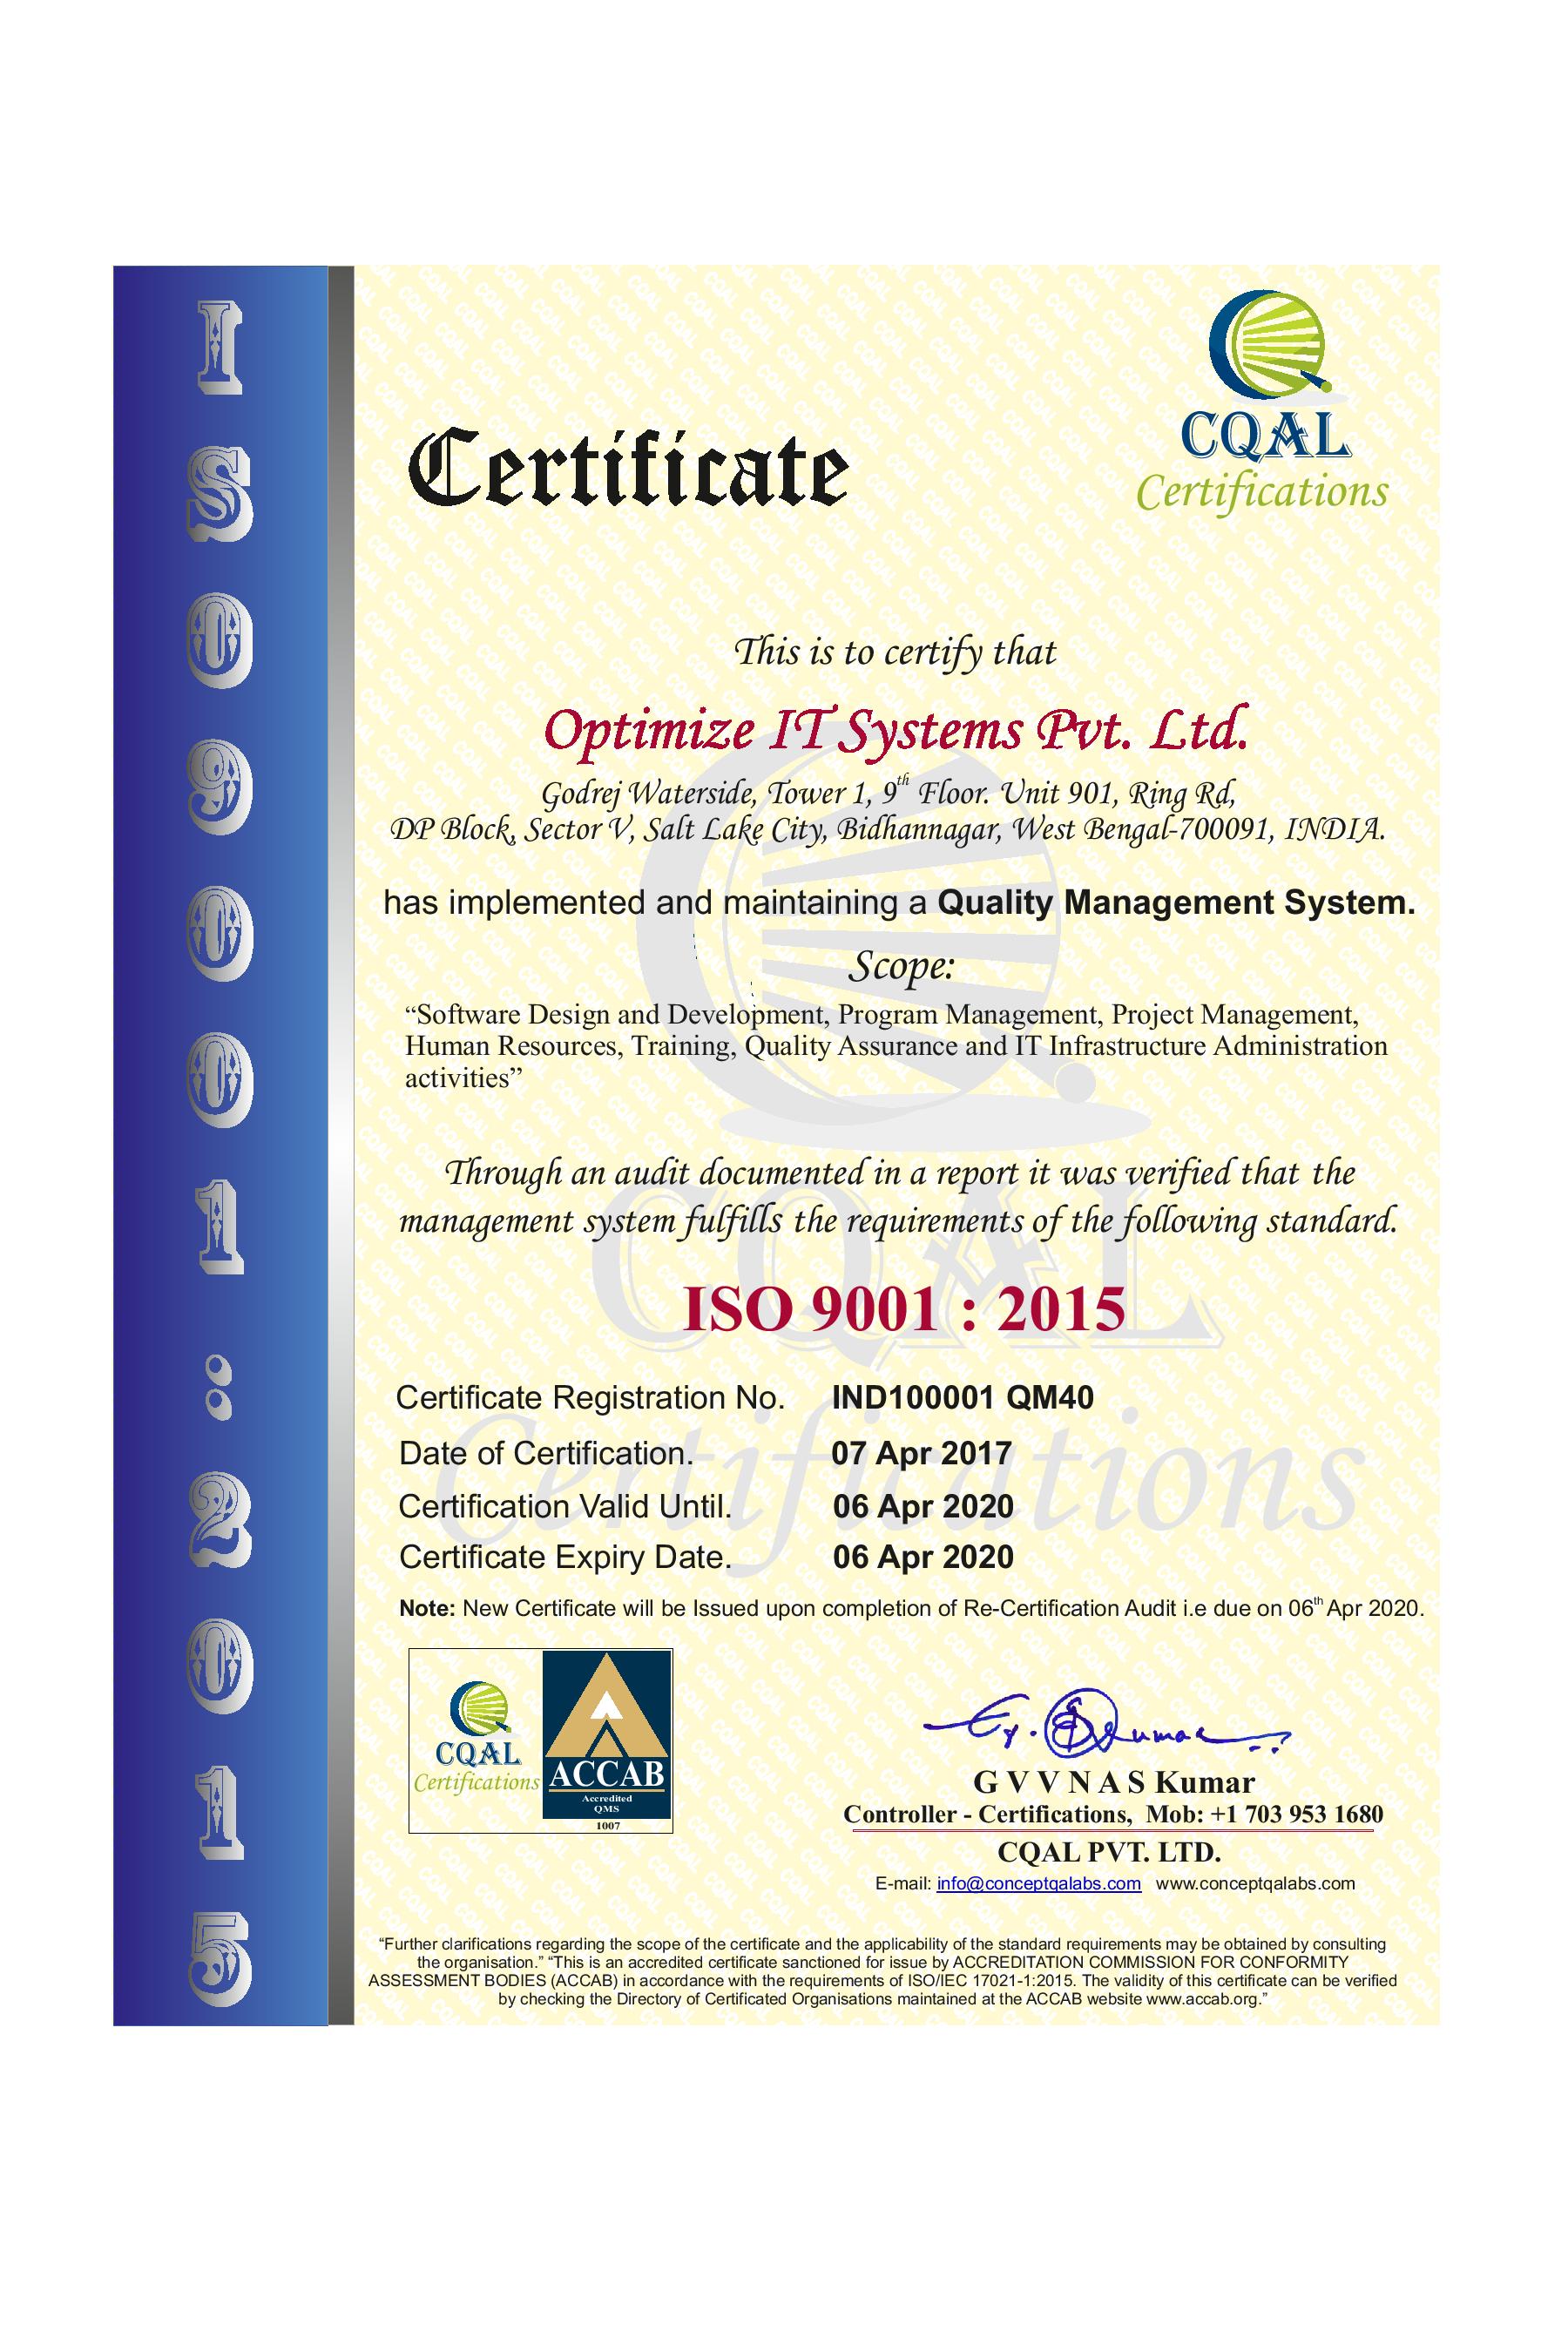 ISO 9001:2015
CQAL
Certifications
Certificate
This is to certify that
Optimize IT Systems Pvt. Ltd.
Godrej Waterside, Tower 1, 9th Floor. Unit 901, Ring Rd,
DP Block, Sector V, Salt Lake City, Bidhannagar, West Bengal-700091, INDIA.
has implemented and maintaining a Quality Management System.
Scope:
“Software Design and Development, Program Management, Project Management,
Human Resources, Training, Quality Assurance and IT Infrastructure Administration
activities”
Through an audit documented in a report it was verified that the
management system fulfills the requirements of the following standard.
ISO 9001 : 2015
Certificate Registration No. IND100001 QM40
Date of Certification. 07 Apr 2017
Certification Valid Until. 06 Apr 2020
Certificate Expiry Date. 06 Apr 2020
Note: New Certificate will be Issued upon completion of Re-Certification Audit i.e due on 06th Apr 2020.
CQAL
Certifications
ACCAB
Accredited
QMS
1007
G V V N A S Kumar
Controller - Certifications, Mob: +1 703 953 1680
CQAL PVT. LTD.
E-mail: info@conceptqalabs.com www.conceptqalabs.com
“Further clarifications regarding the scope of the certificate and the applicability of the standard requirements may be obtained by consulting
the organisation.” “This is an accredited certificate sanctioned for issue by ACCREDITATION COMMISSION FOR CONFORMITY
ASSESSMENT BODIES (ACCAB) in accordance with the requirements of ISO/IEC 17021-1:2015. The validity of this certificate can be verified
by checking the Directory of Certificated Organisations maintained at the ACCAB website www.accab.org.”